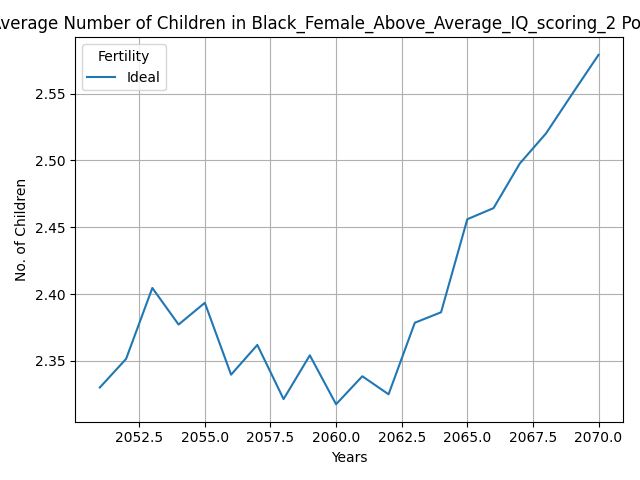 verage Number of Children in Black_Female_Above_Average_IQ_scoring_2 Po
Fertility
Ideal
2.55
2.50
2.45
2.40
2.35
No. of Children
2052.5 2055.0 2057.5 2060.0 2062.5 2065.0 2067.5 2070.0
Years